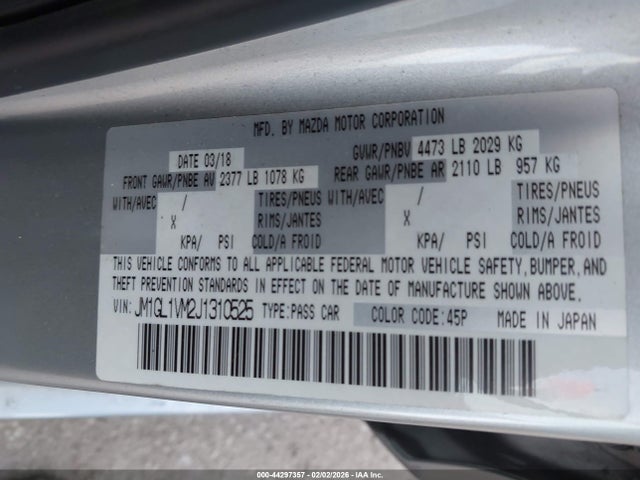 MFD. BY MAZDA MOTOR CORPORATION
DATE 03/18 GVWR/PNBV 4473 LB 2029 KG
FRONT GAWR/PNBE AV 2377 LB 1078 KG REAR GAWR/PNBE AR 2110 LB 957 KG
WITH/AVEC / TIRES/PNEUS WITH/AVEC / TIRES/PNEUS
X RIMS/JANTES X RIMS/JANTES
KPA/ PSI COLD/A FROID KPA/ PSI COLD/A FROID
THIS VEHICLE CONFORMS TO ALL APPLICABLE FEDERAL MOTOR VEHICLE SAFETY, BUMPER, AND
THEFT PREVENTION STANDARDS IN EFFECT ON THE DATE OF MANUFACTURE SHOWN ABOVE.
VIN: JM1GL1VM2J1310525 TYPE:PASS CAR COLOR CODE:45P MADE IN JAPAN
000-44297357 - 02/02/2026 - IAAI, Inc.